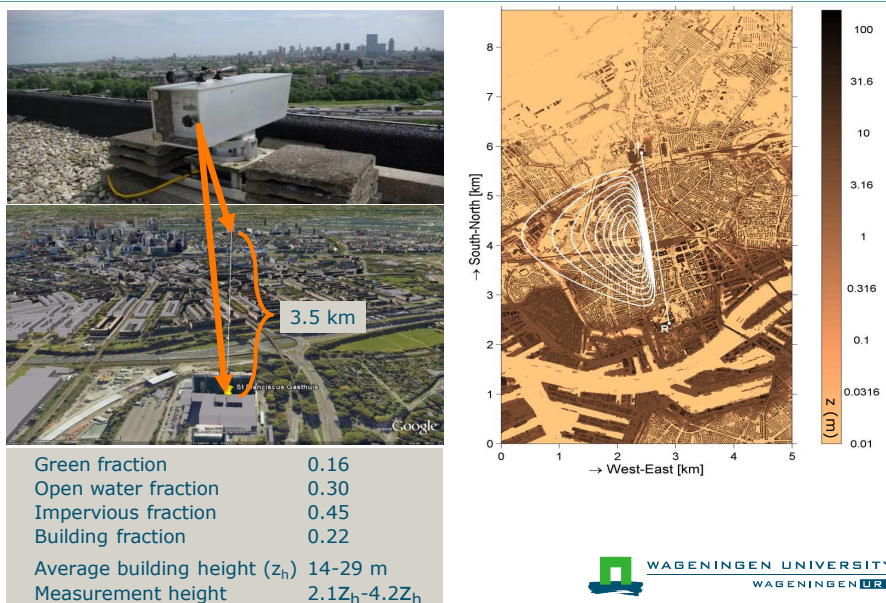 3.5 km
St Franciscus Gasthuis
Google
Green fraction 0.16
Open water fraction 0.30
Impervious fraction 0.45
Building fraction 0.22
Average building height (zh) 14-29 m
Measurement height 2.1zh-4.2zh
→ South-North [km]
8
7
6
5
4
3
2
1
0
R
0 1 2 3 4 5
→ West-East [km]
100
31.6
10
3.16
1
0.316
0.1
0.0316
0.01
z (m)
WAGENINGEN UNIVERSITY
WAGENINGEN UR